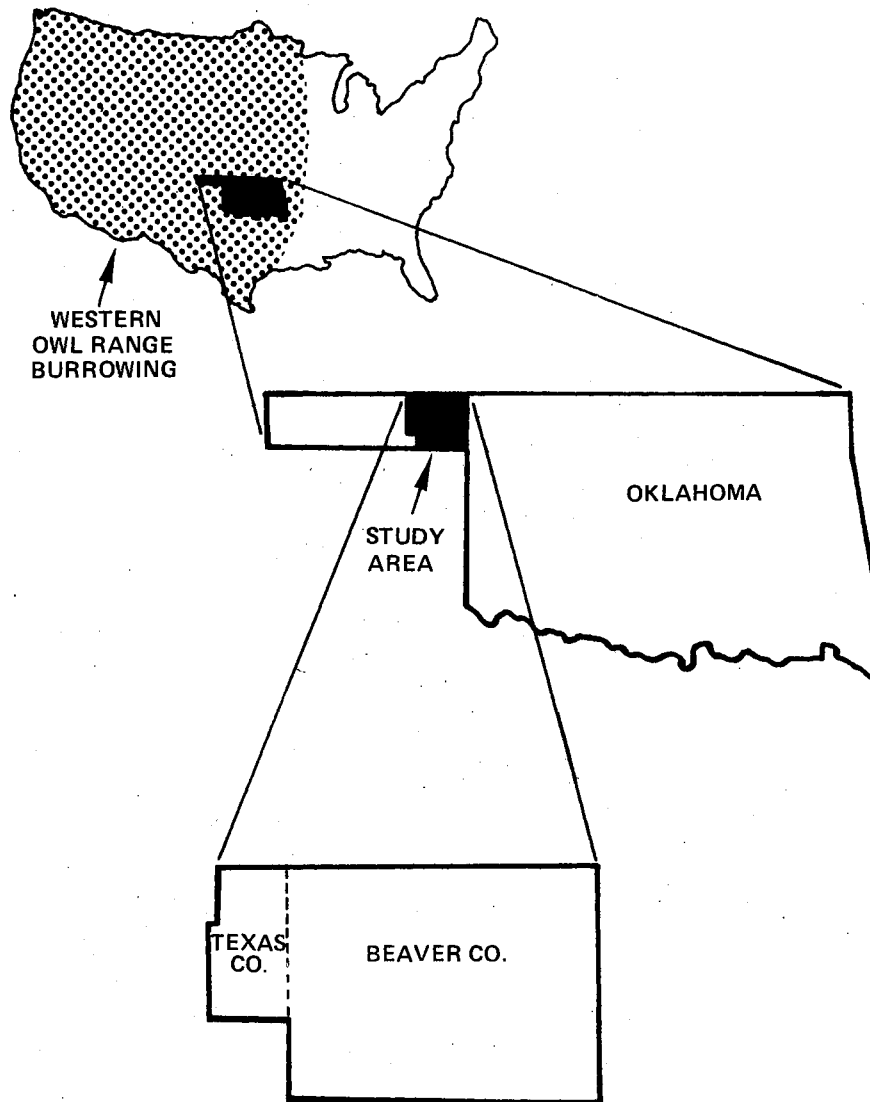 WESTERN
OWL RANGE
BURROWING
OKLAHOMA
STUDY
AREA
TEXAS
CO.
BEAVER CO.